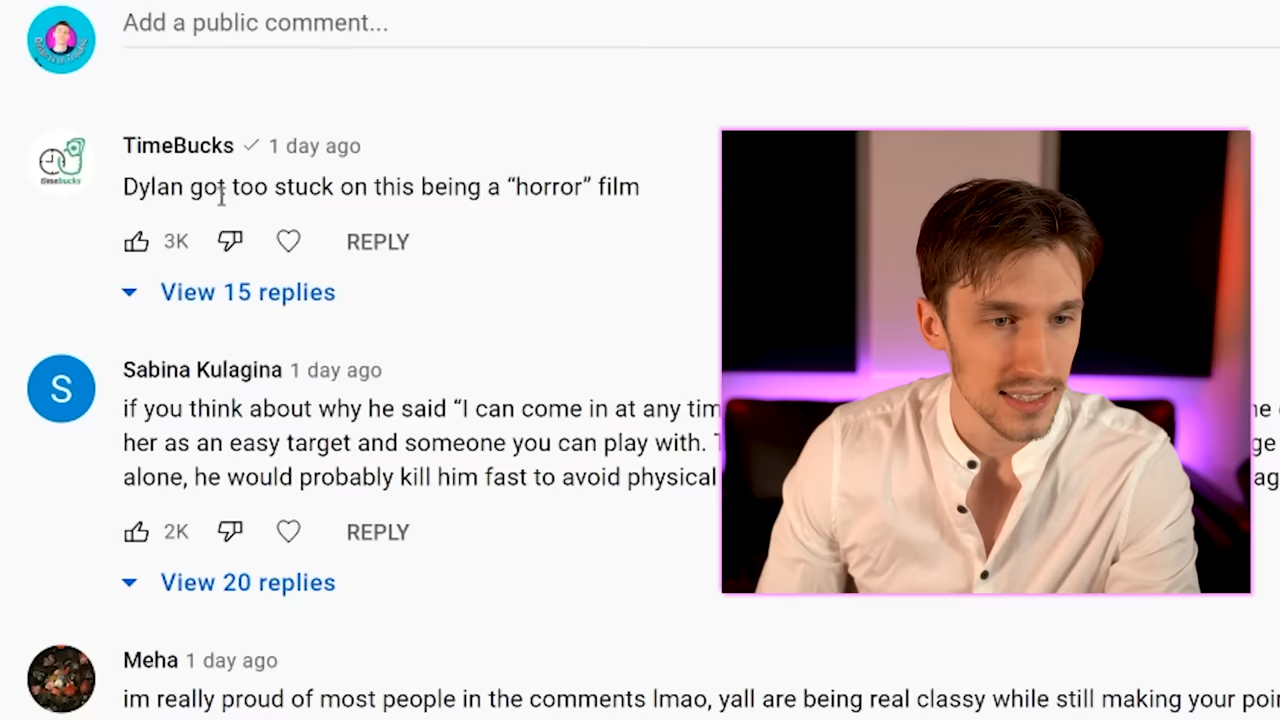 Add a public comment...
TimeBucks 1 day ago
timebucks
Dylan got too stuck on this being a “horror” film
3K REPLY
View 15 replies
S
Sabina Kulagina 1 day ago
if you think about why he said “I can come in at any tim
her as an easy target and someone you can play with.
alone, he would probably kill him fast to avoid physical
2K REPLY
View 20 replies
Meha 1 day ago
im really proud of most people in the comments lmao, yall are being real classy while still making your poi